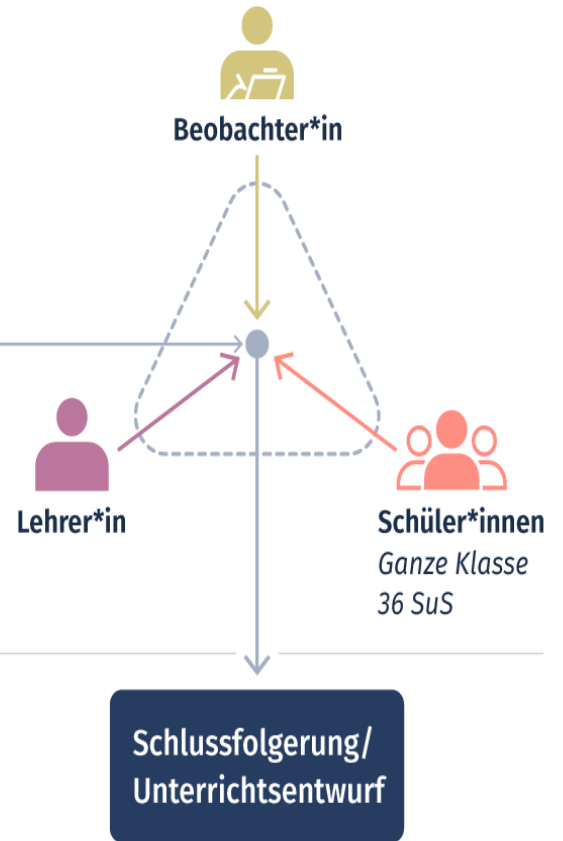 Beobachter*in
Lehrer*in
Schüler*innen
Ganze Klasse
36 SuS
Schlussfolgerung/
Unterrichtsentwurf